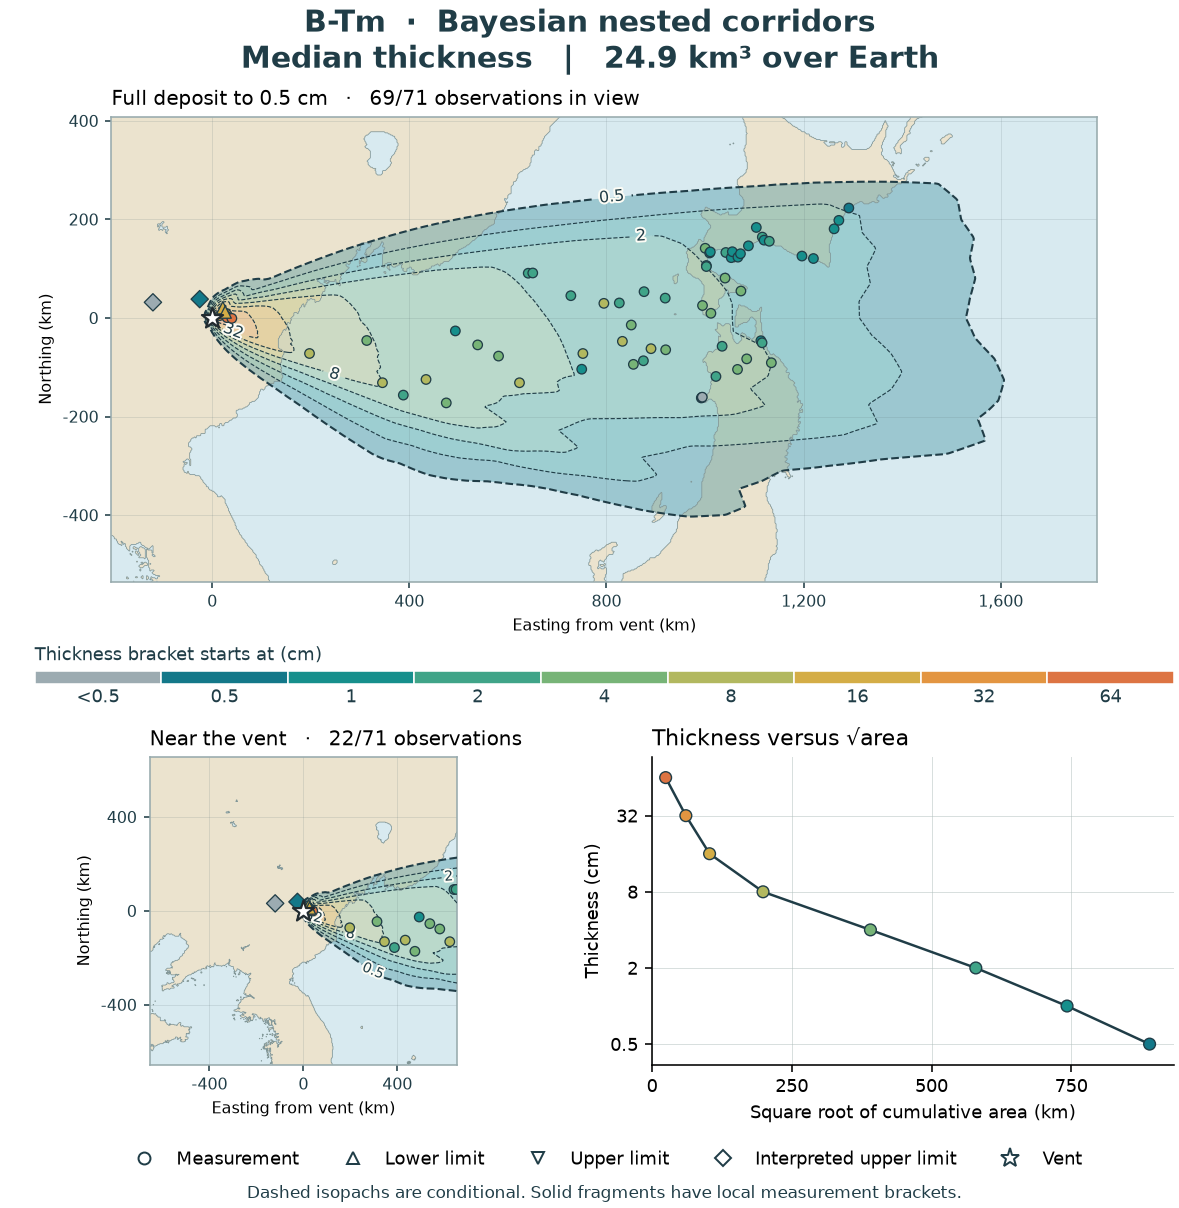 B-Tm · Bayesian nested corridors
Median thickness | 24.9 km³ over Earth
Full deposit to 0.5 cm · 69/71 observations in view
400
200
0
-200
-400
Northing (km)
0.5
2
8
32
0
400
800
1,200
1,600
Easting from vent (km)
Thickness bracket starts at (cm)
<0.5
0.5
1
2
4
8
16
32
64
Near the vent · 22/71 observations
400
0
-400
Northing (km)
2
8
0.5
-400
0
400
Easting from vent (km)
Thickness versus √area
32
8
2
0.5
Thickness (cm)
0
250
500
750
Square root of cumulative area (km)
Measurement
Lower limit
Upper limit
Interpreted upper limit
Vent
Dashed isopachs are conditional. Solid fragments have local measurement brackets.